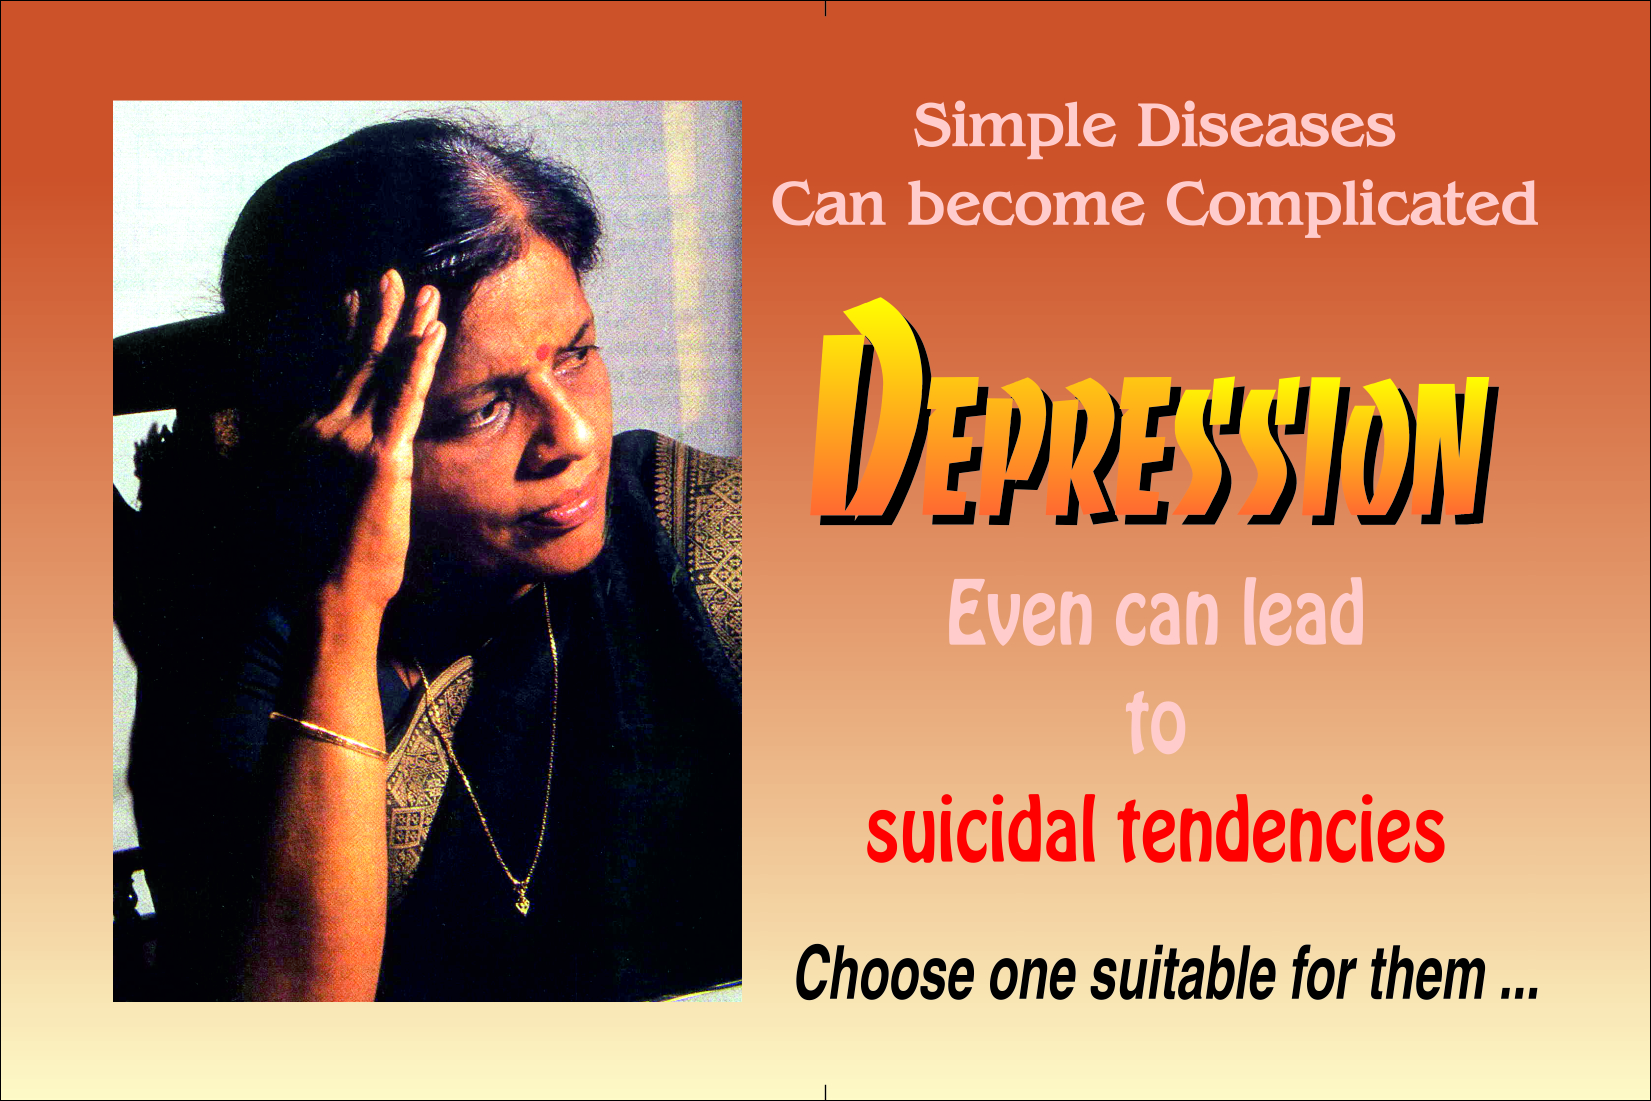 Simple Diseases
Can become Complicated
DEPRESSION
Even can lead
to
suicidal tendencies
Choose one suitable for them ...